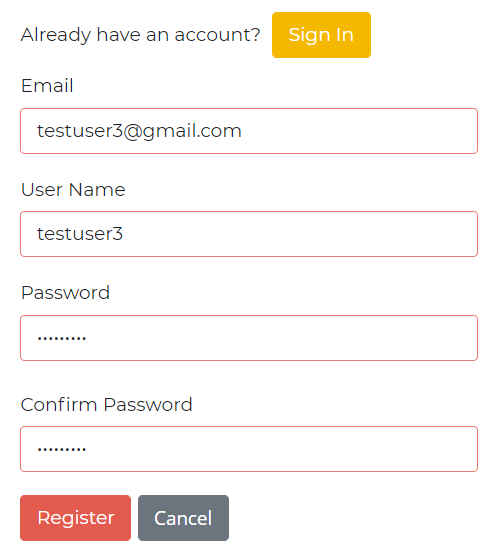 Already have an account? Sign In
Email
testuser3@gmail.com
User Name
testuser3
Password
•••••••••
Confirm Password
•••••••••
Register Cancel